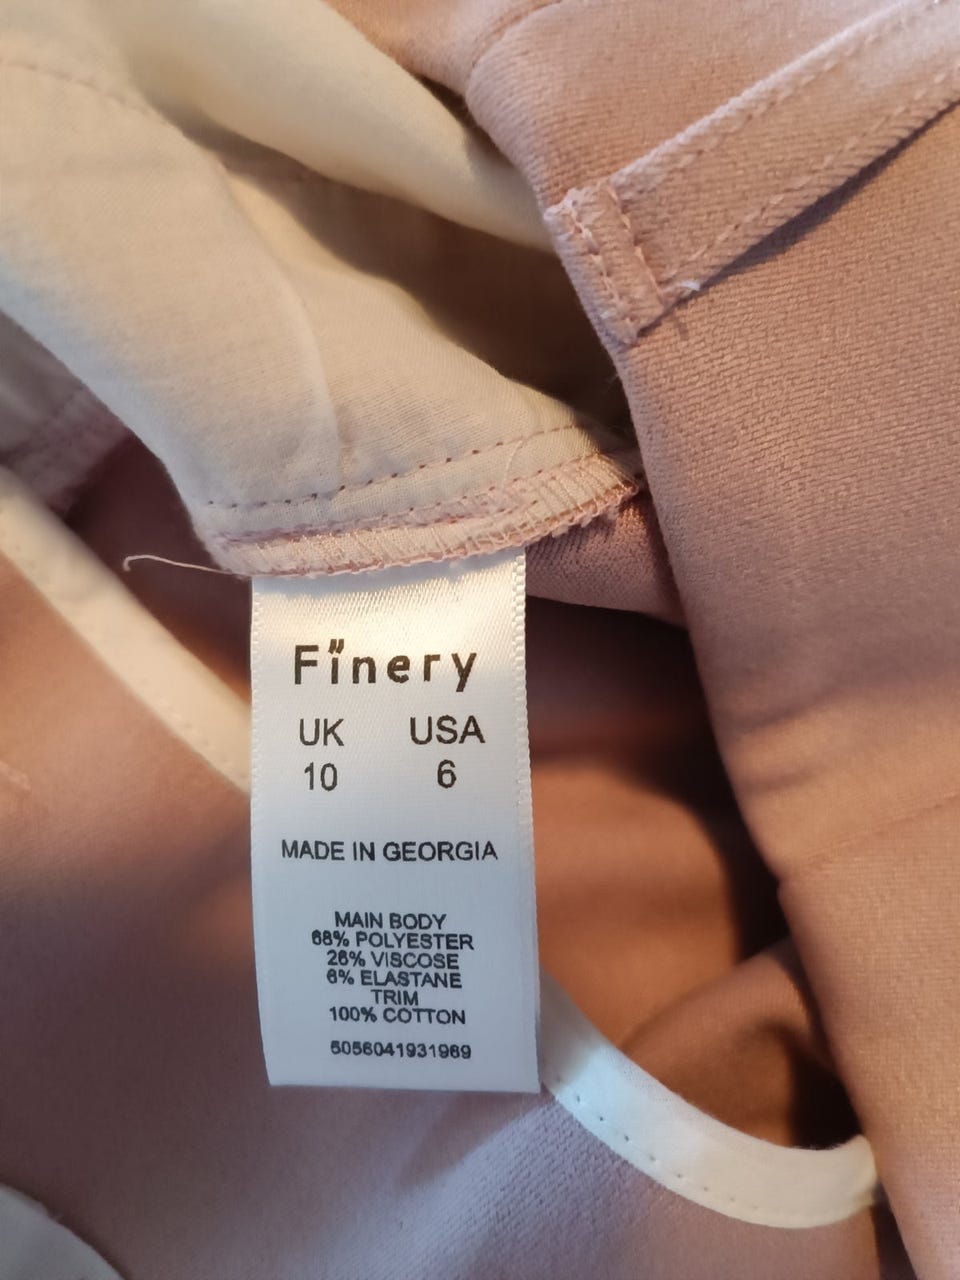 Finery
UK USA
10 6
MADE IN GEORGIA
MAIN BODY
68% POLYESTER
26% VISCOSE
6% ELASTANE
TRIM
100% COTTON
5056041931969